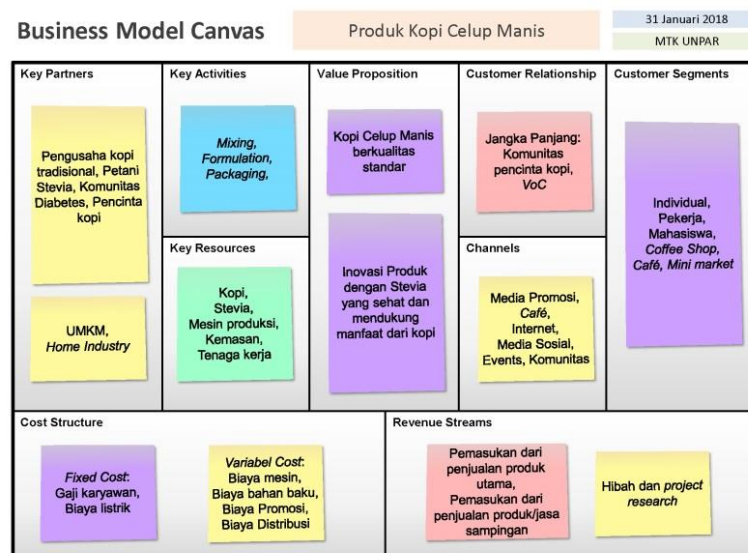 Business Model Canvas
Produk Kopi Celup Manis
31 Januari 2018
MTK UNPAR
Key Partners
Pengusaha kopi
tradisional, Petani
Stevia, Komunitas
Diabetes, Pencinta
kopi
UMKM,
Home Industry
Key Activities
Mixing,
Formulation,
Packaging,
Key Resources
Kopi,
Stevia,
Mesin produksi,
Kemasan,
Tenaga kerja
Value Proposition
Kopi Celup Manis
berkualitas
standar
Inovasi Produk
dengan Stevia
yang sehat dan
mendukung
manfaat dari kopi
Customer Relationship
Jangka Panjang:
Komunitas
pencinta kopi,
VoC
Channels
Media Promosi,
Café,
Internet,
Media Sosial,
Events, Komunitas
Customer Segments
Individual,
Pekerja,
Mahasiswa,
Coffee Shop,
Café, Mini market
Cost Structure
Fixed Cost:
Gaji karyawan,
Biaya listrik
Variabel Cost:
Biaya mesin,
Biaya bahan baku,
Biaya Promosi,
Biaya Distribusi
Revenue Streams
Pemasukan dari
penjualan produk
utama,
Pemasukan dari
penjualan produk/jasa
sampingan
Hibah dan project
research